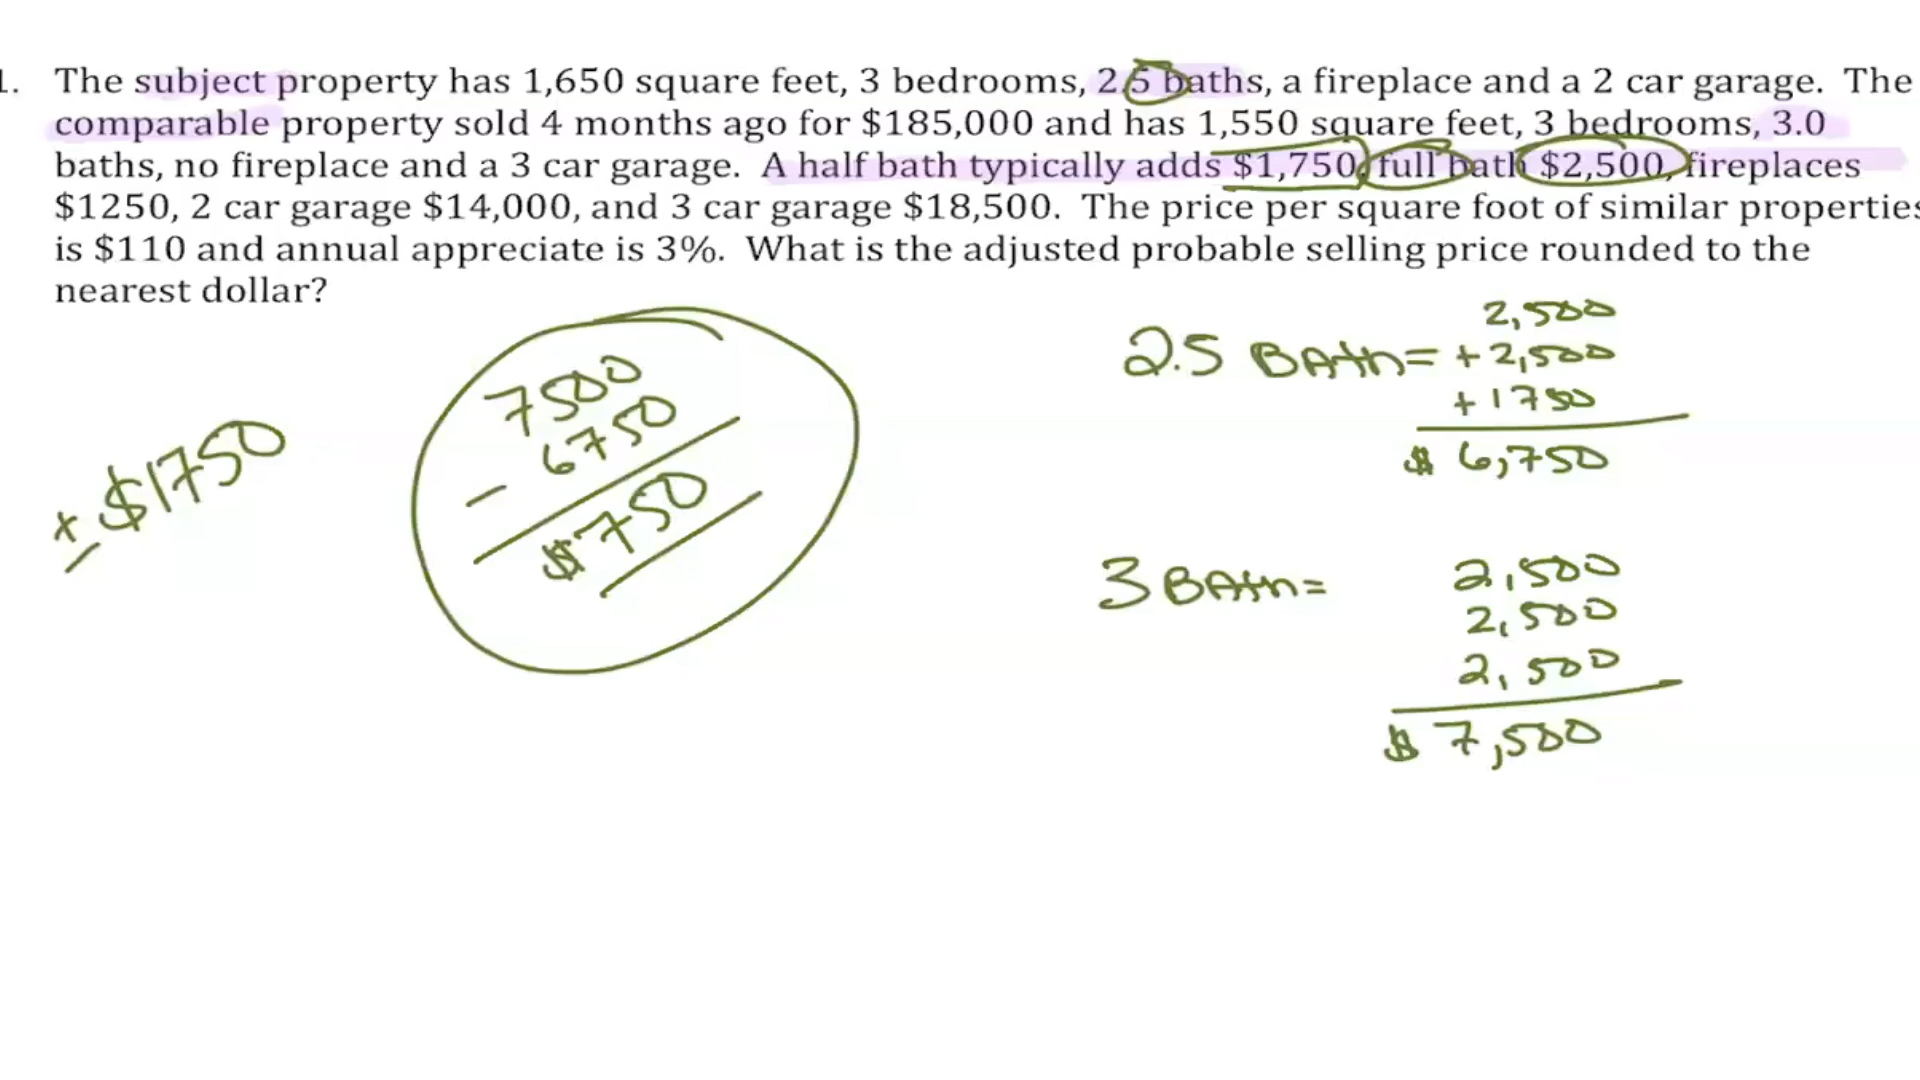 1. The subject property has 1,650 square feet, 3 bedrooms, 2.5 baths, a fireplace and a 2 car garage. The
comparable property sold 4 months ago for $185,000 and has 1,550 square feet, 3 bedrooms, 3.0
baths, no fireplace and a 3 car garage. A half bath typically adds $1,750, full bath $2,500, fireplaces
$1250, 2 car garage $14,000, and 3 car garage $18,500. The price per square foot of similar properties
is $110 and annual appreciate is 3%. What is the adjusted probable selling price rounded to the
nearest dollar?
± $1750
7500
- 6750
$750
2.5 BATH = 2,500
+ 2,500
+ 1750
$ 6,750
3 BATH = 2,500
2,500
2,500
$ 7,500